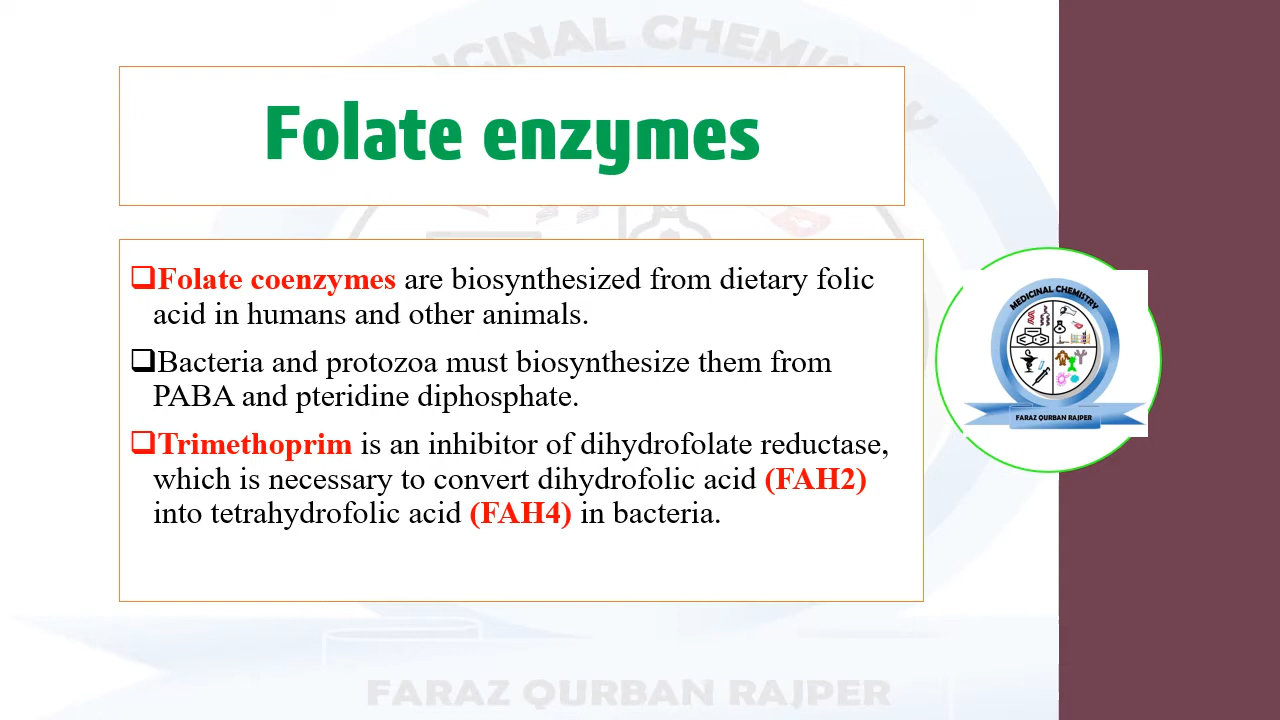 MEDICINAL CHEMISTRY
Folate enzymes
❑Folate coenzymes are biosynthesized from dietary folic
acid in humans and other animals.
❑Bacteria and protozoa must biosynthesize them from
PABA and pteridine diphosphate.
❑Trimethoprim is an inhibitor of dihydrofolate reductase,
which is necessary to convert dihydrofolic acid (FAH2)
into tetrahydrofolic acid (FAH4) in bacteria.
MEDICINAL CHEMISTRY
FARAZ QURBAN RAJPER
FARAZ QURBAN RAJPER